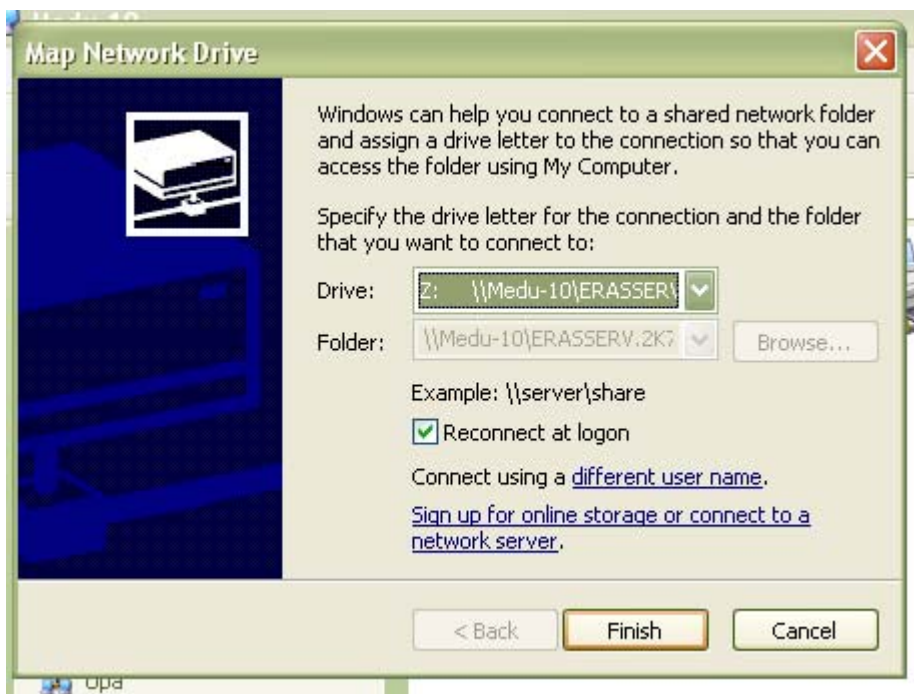 Map Network Drive
Windows can help you connect to a shared network folder
and assign a drive letter to the connection so that you can
access the folder using My Computer.
Specify the drive letter for the connection and the folder
that you want to connect to:
Drive: Z: \\Medu-10\ERASSER\
Folder: \\Medu-10\ERASSERV.2K7 Browse...
Example: \\server\share
Reconnect at logon
Connect using a different user name.
Sign up for online storage or connect to a
network server.
< Back Finish Cancel
Upa